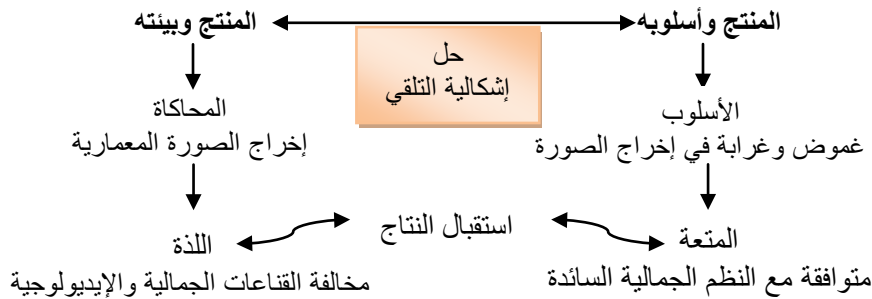 المنتج وأسلوبه
المنتج وبيئته
حل
إشكالية التلقي
الأسلوب
غموض وغرابة في إخراج الصورة
المحاكاة
إخراج الصورة المعمارية
استقبال النتاج
المتعة
متوافقة مع النظم الجمالية السائدة
اللذة
مخالفة القناعات الجمالية والإيديولوجية